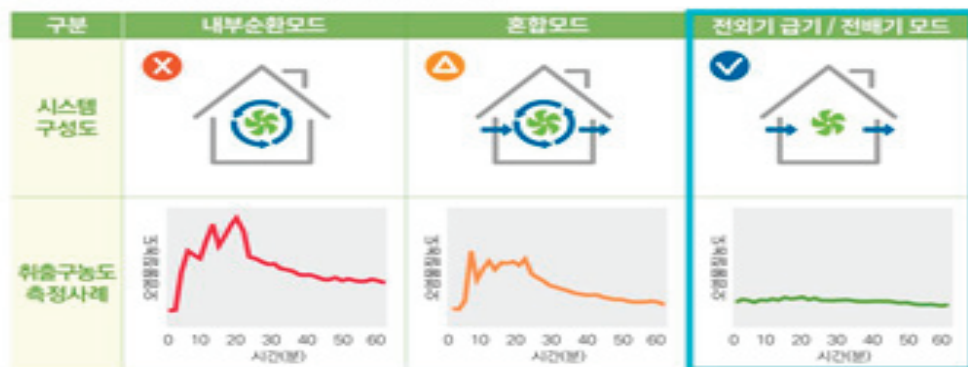 구분
내부순환모드
혼합모드
전외기 급기 / 전배기 모드
시스템
구성도
취출구농도
측정사례
오염물질농도
0 10 20 30 40 50 60
시간(분)
오염물질농도
0 10 20 30 40 50 60
시간(분)
오염물질농도
0 10 20 30 40 50 60
시간(분)